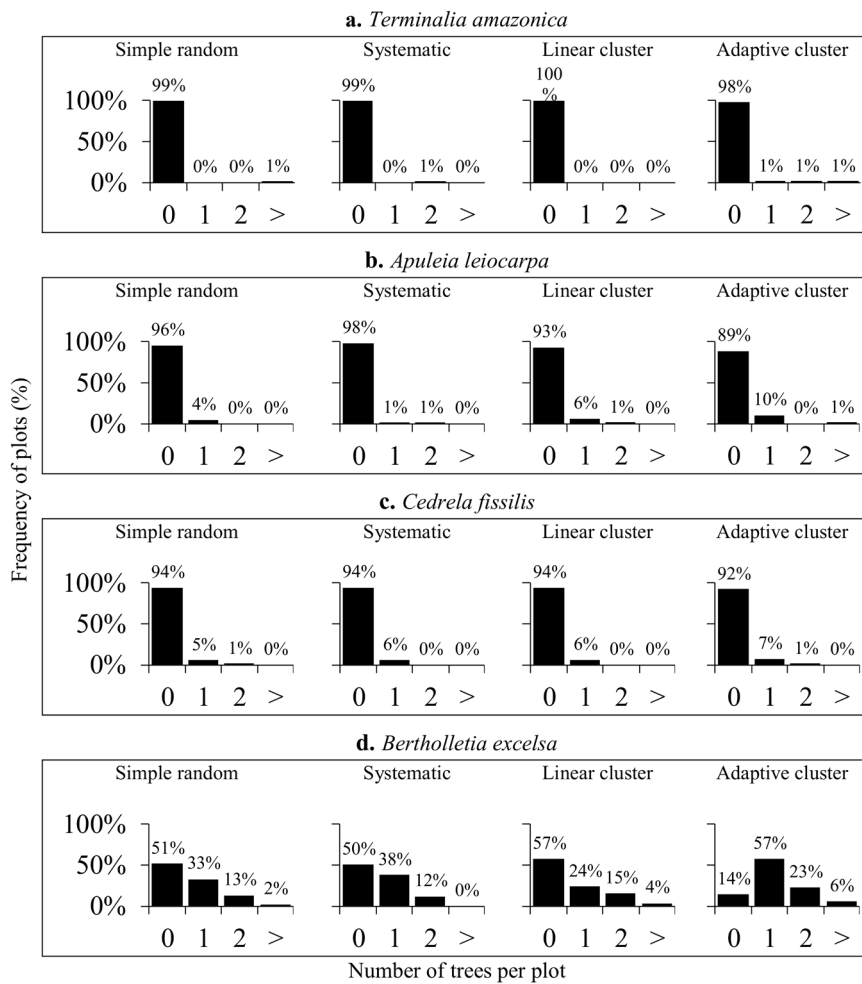 a. Terminalia amazonica
Simple random Systematic Linear cluster Adaptive cluster
100%
50%
0%
99% 0% 0% 1%
0 1 2 >
99% 0% 1% 0%
0 1 2 >
100
%
0% 0% 0%
0 1 2 >
98% 1% 1% 1%
0 1 2 >
b. Apuleia leiocarpa
Simple random Systematic Linear cluster Adaptive cluster
100%
50%
0%
96% 4% 0% 0%
0 1 2 >
98% 1% 1% 0%
0 1 2 >
93% 6% 1% 0%
0 1 2 >
89% 10% 0% 1%
0 1 2 >
c. Cedrela fissilis
Simple random Systematic Linear cluster Adaptive cluster
100%
50%
0%
94% 5% 1% 0%
0 1 2 >
94% 6% 0% 0%
0 1 2 >
94% 6% 0% 0%
0 1 2 >
92% 7% 1% 0%
0 1 2 >
d. Bertholletia excelsa
Simple random Systematic Linear cluster Adaptive cluster
100%
50%
0%
51% 33% 13% 2%
0 1 2 >
50% 38% 12% 0%
0 1 2 >
57% 24% 15% 4%
0 1 2 >
14% 57% 23% 6%
0 1 2 >
Frequency of plots (%)
Number of trees per plot